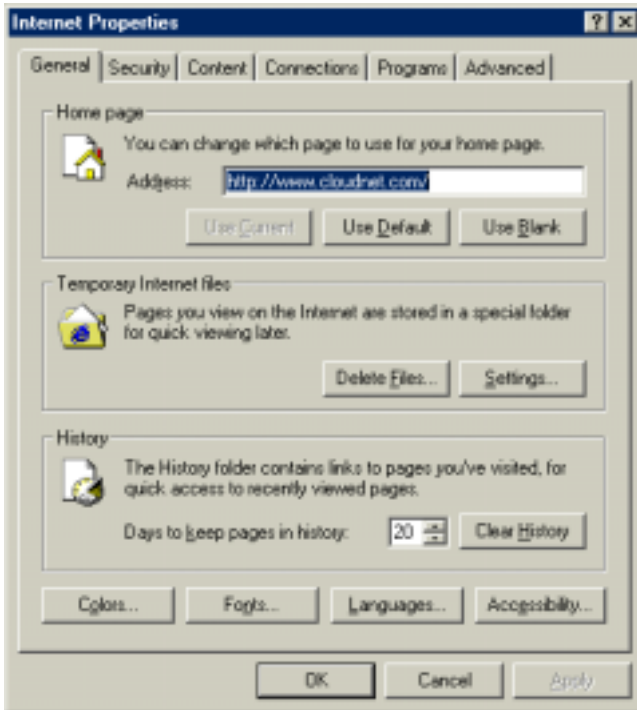 Internet Properties
General Security Content Connections Programs Advanced
Home page
You can change which page to use for your home page.
Address: http://www.cloudnet.com/
Use Current Use Default Use Blank
Temporary Internet files
Pages you view on the Internet are stored in a special folder
for quick viewing later.
Delete Files... Settings...
History
The History folder contains links to pages you've visited, for
quick access to recently viewed pages.
Days to keep pages in history: 20 Clear History
Colors... Fonts... Languages... Accessibility...
OK Cancel Apply